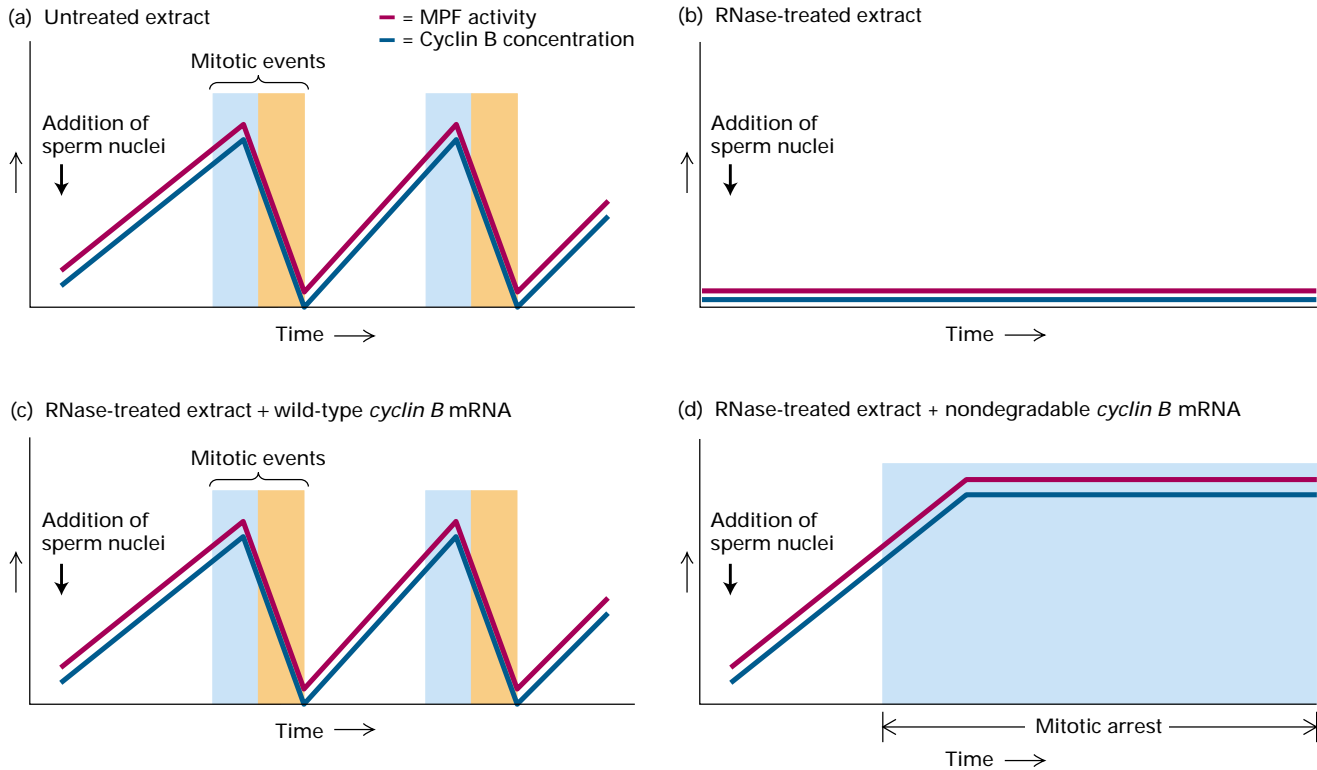 (a) Untreated extract
= MPF activity
= Cyclin B concentration
Mitotic events
Addition of
sperm nuclei
Time
(b) RNase-treated extract
Addition of
sperm nuclei
Time
(c) RNase-treated extract + wild-type cyclin B mRNA
Mitotic events
Addition of
sperm nuclei
Time
(d) RNase-treated extract + nondegradable cyclin B mRNA
Addition of
sperm nuclei
Mitotic arrest
Time